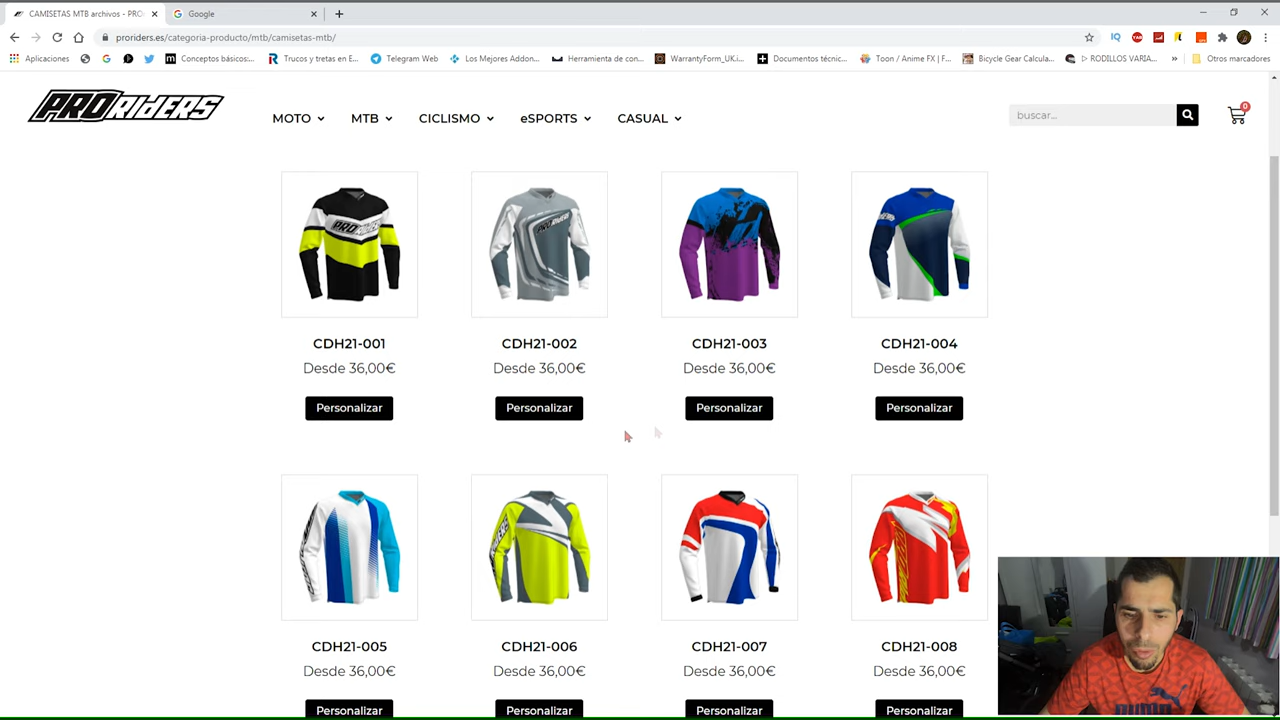 CAMISETAS MTB archivos - PRO
Google
proriders.es/categoria-producto/mtb/camisetas-mtb/
IQ
Aplicaciones
Conceptos básicos:...
Trucos y tretas en E...
Telegram Web
Los Mejores Addon...
Herramienta de con...
WarrantyForm_UK.i...
Documentos técnic...
Toon / Anime FX | F...
Bicycle Gear Calcula...
▷ RODILLOS VARIA...
»
Otros marcadores
PRORIDERS
MOTO
MTB
CICLISMO
eSPORTS
CASUAL
buscar...
0
CDH21-001
CDH21-002
CDH21-003
CDH21-004
Desde 36,00€
Desde 36,00€
Desde 36,00€
Desde 36,00€
Personalizar
Personalizar
Personalizar
Personalizar
CDH21-005
CDH21-006
CDH21-007
CDH21-008
Desde 36,00€
Desde 36,00€
Desde 36,00€
Desde 36,00€
Personalizar
Personalizar
Personalizar
Personalizar
PUMA